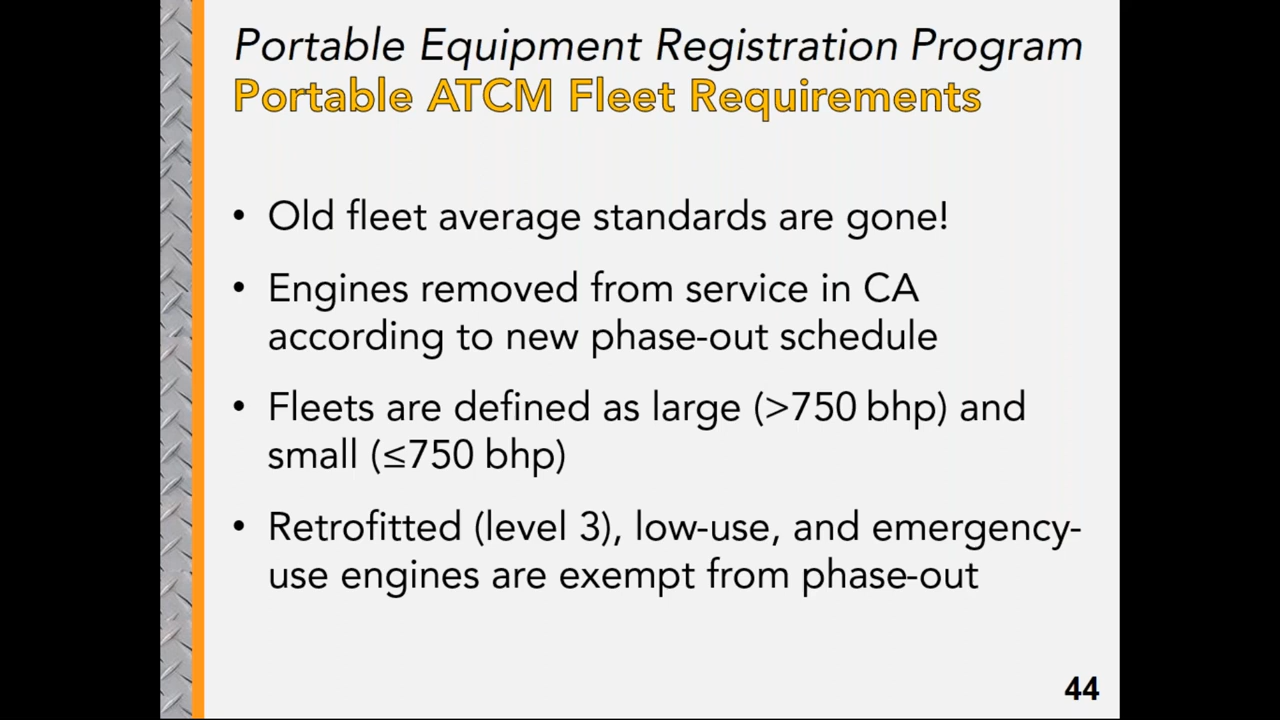 Portable Equipment Registration Program
Portable ATCM Fleet Requirements
• Old fleet average standards are gone!
• Engines removed from service in CA
according to new phase-out schedule
• Fleets are defined as large (>750 bhp) and
small (≤750 bhp)
• Retrofitted (level 3), low-use, and emergency-
use engines are exempt from phase-out
44